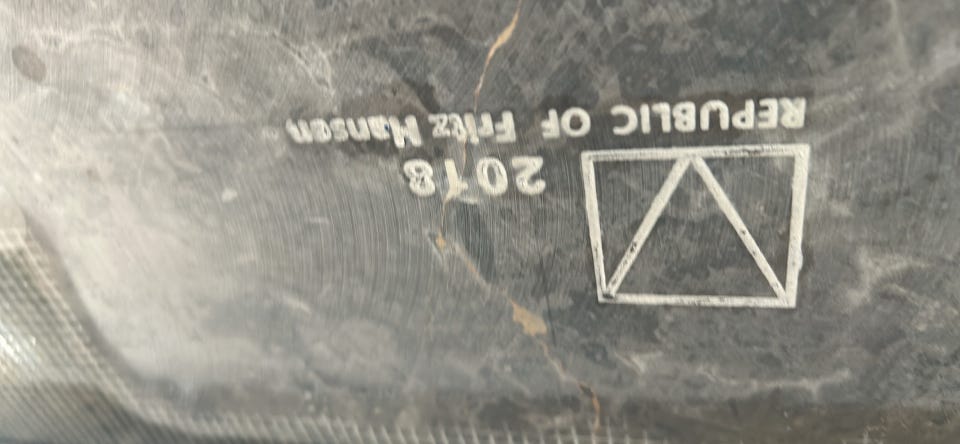 2018
REPUBLIC OF Fritz Hansen